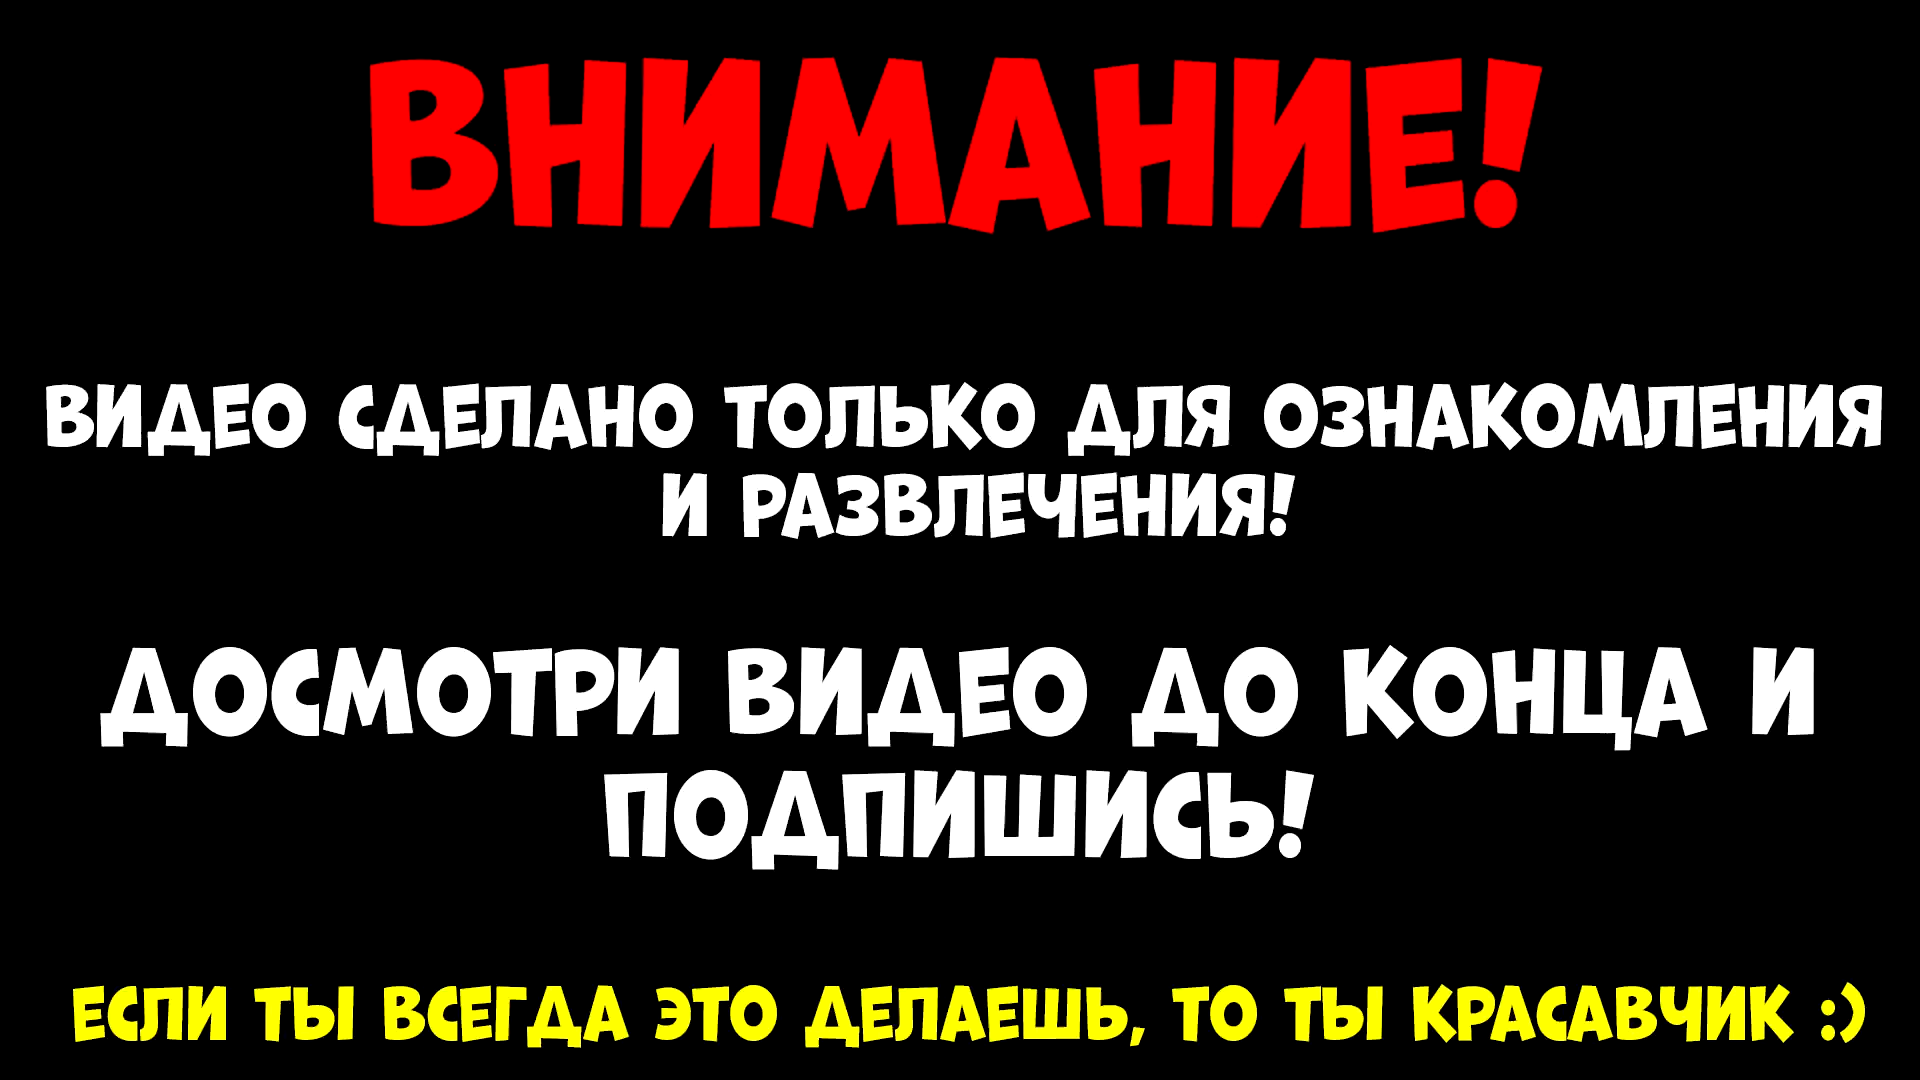 ВНИМАНИЕ!
ВИДЕО СДЕЛАНО ТОЛЬКО ДЛЯ ОЗНАКОМЛЕНИЯ
И РАЗВЛЕЧЕНИЯ!
ДОСМОТРИ ВИДЕО ДО КОНЦА И
ПОДПИШИСЬ!
ЕСЛИ ТЫ ВСЕГДА ЭТО ДЕЛАЕШЬ, ТО ТЫ КРАСАВЧИК :)